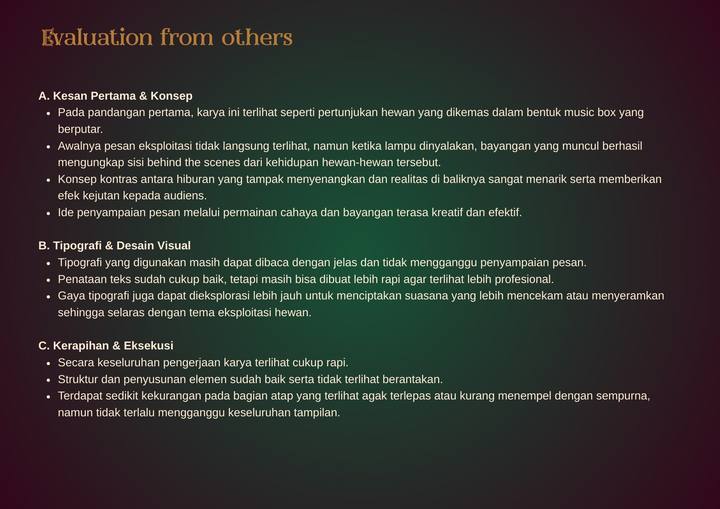 Evaluation from others
A. Kesan Pertama & Konsep
• Pada pandangan pertama, karya ini terlihat seperti pertunjukan hewan yang dikemas dalam bentuk music box yang
berputar.
• Awalnya pesan eksploitasi tidak langsung terlihat, namun ketika lampu dinyalakan, bayangan yang muncul berhasil
mengungkap sisi behind the scenes dari kehidupan hewan-hewan tersebut.
• Konsep kontras antara hiburan yang tampak menyenangkan dan realitas di baliknya sangat menarik serta memberikan
efek kejutan kepada audiens.
• Ide penyampaian pesan melalui permainan cahaya dan bayangan terasa kreatif dan efektif.
B. Tipografi & Desain Visual
• Tipografi yang digunakan masih dapat dibaca dengan jelas dan tidak mengganggu penyampaian pesan.
• Penataan teks sudah cukup baik, tetapi masih bisa dibuat lebih rapi agar terlihat lebih profesional.
• Gaya tipografi juga dapat dieksplorasi lebih jauh untuk menciptakan suasana yang lebih mencekam atau menyeramkan
sehingga selaras dengan tema eksploitasi hewan.
C. Kerapihan & Eksekusi
• Secara keseluruhan pengerjaan karya terlihat cukup rapi.
• Struktur dan penyusunan elemen sudah baik serta tidak terlihat berantakan.
• Terdapat sedikit kekurangan pada bagian atap yang terlihat agak terlepas atau kurang menempel dengan sempurna,
namun tidak terlalu mengganggu keseluruhan tampilan.